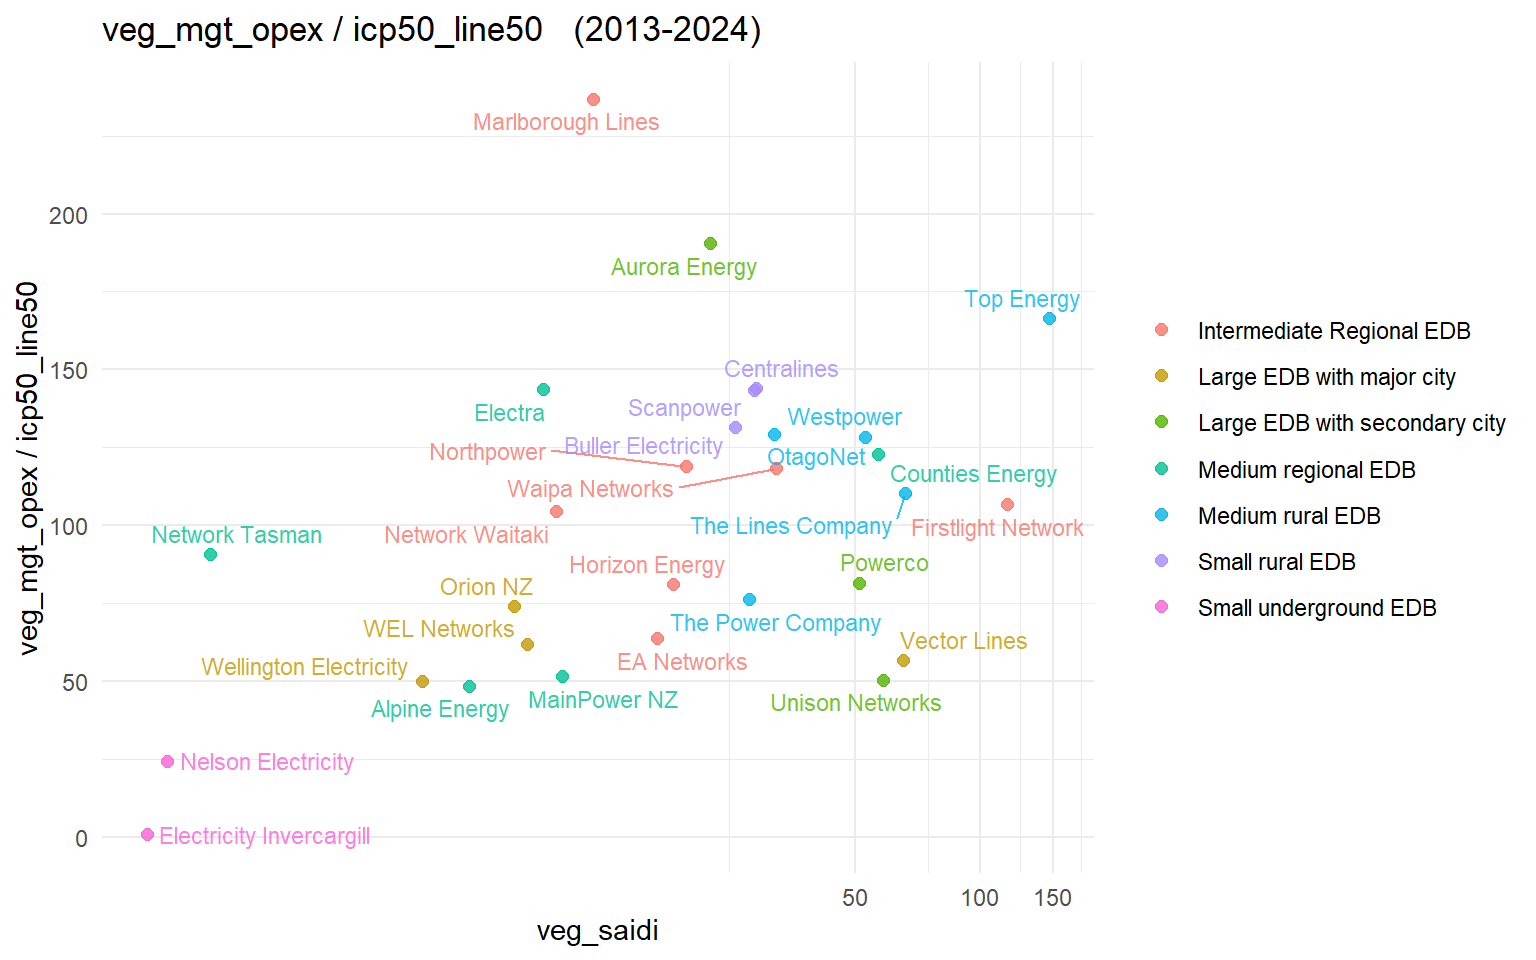 veg_mgt_opex / icp50_line50 (2013-2024)
veg_mgt_opex / icp50_line50
200
150
100
50
0
Marlborough Lines
Aurora Energy
Top Energy
Centralines
Electra
Scanpower
Westpower
Northpower
Buller Electricity
OtagoNet
Counties Energy
Waipa Networks
Network Tasman
Network Waitaki
The Lines Company
Firstlight Network
Horizon Energy
Powerco
Orion NZ
WEL Networks
The Power Company
Vector Lines
Wellington Electricity
EA Networks
Alpine Energy
MainPower NZ
Unison Networks
Nelson Electricity
Electricity Invercargill
50
100
150
veg_saidi
Intermediate Regional EDB
Large EDB with major city
Large EDB with secondary city
Medium regional EDB
Medium rural EDB
Small rural EDB
Small underground EDB